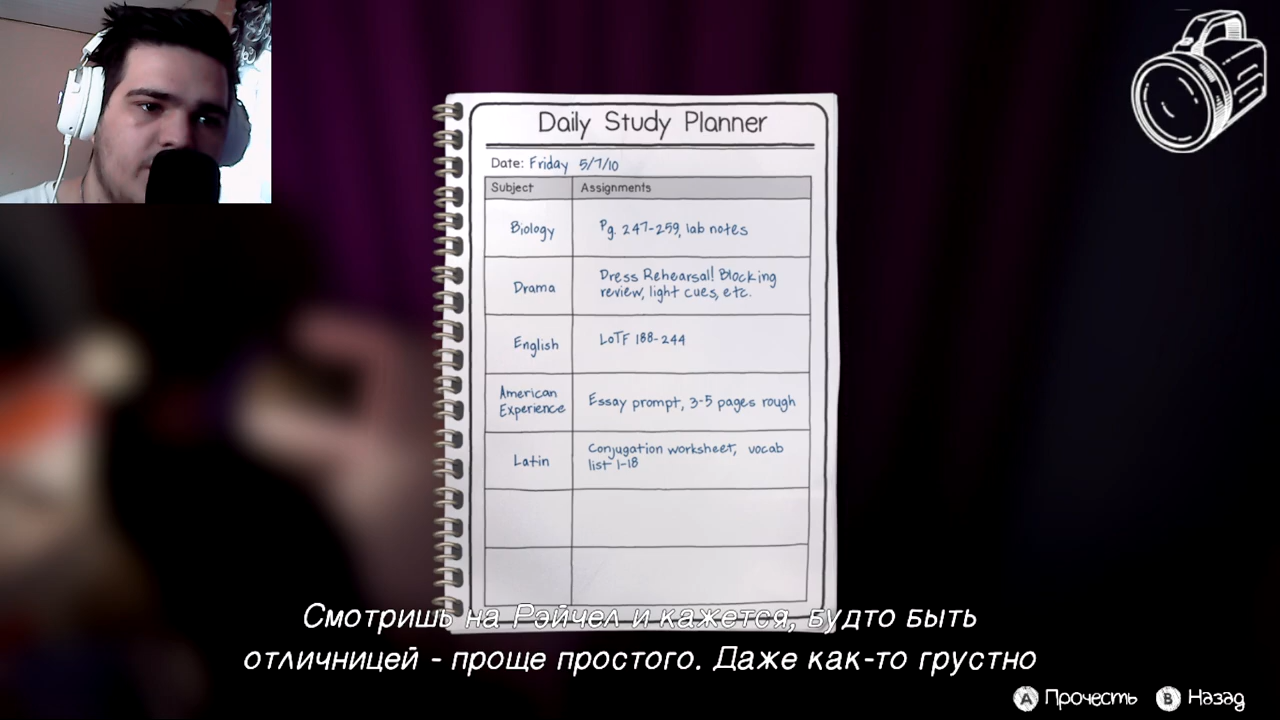 Daily Study Planner
Date: Friday 5/7/10
Subject Assignments
Biology Pg. 247-259, lab notes
Drama Dress Rehearsal! Blocking
review, light cues, etc.
English LoTF 188-244
American
Experience Essay prompt, 3-5 pages rough
Latin Conjugation worksheet, vocab
list 1-18
Смотришь на Рэйчел и кажется, будто быть
отличницей - проще простого. Даже как-то грустно
A Прочесть B Назад